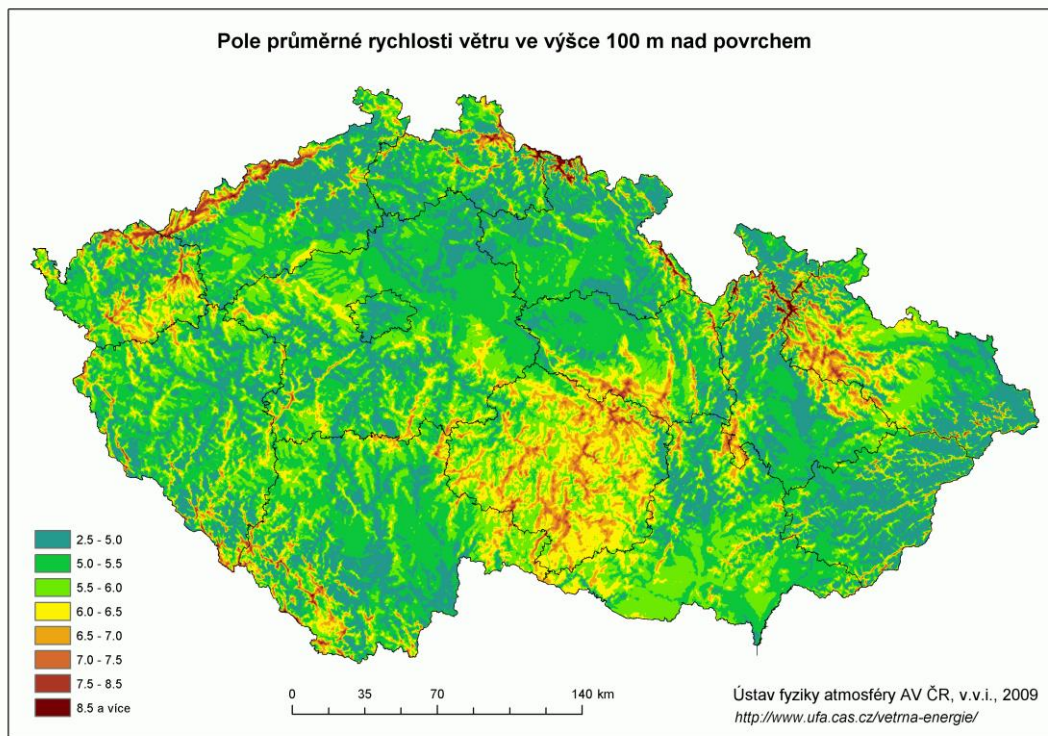 Pole průměrné rychlosti větru ve výšce 100 m nad povrchem
2.5 - 5.0
5.0 - 5.5
5.5 - 6.0
6.0 - 6.5
6.5 - 7.0
7.0 - 7.5
7.5 - 8.5
8.5 a více
0 35 70 140 km
Ústav fyziky atmosféry AV ČR, v.v.i., 2009
http://www.ufa.cas.cz/vetrna-energie/